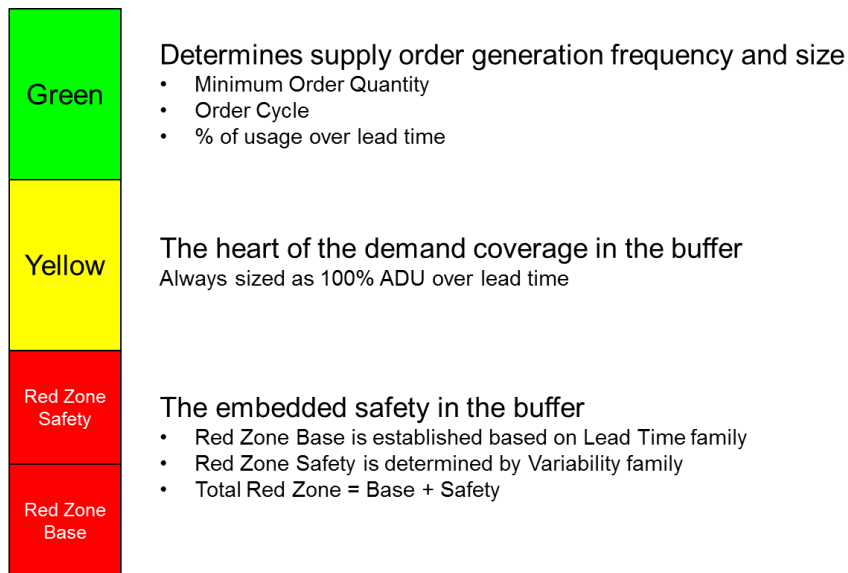 Green
Determines supply order generation frequency and size
• Minimum Order Quantity
• Order Cycle
• % of usage over lead time
Yellow
The heart of the demand coverage in the buffer
Always sized as 100% ADU over lead time
Red Zone
Safety
The embedded safety in the buffer
• Red Zone Base is established based on Lead Time family
• Red Zone Safety is determined by Variability family
• Total Red Zone = Base + Safety
Red Zone
Base